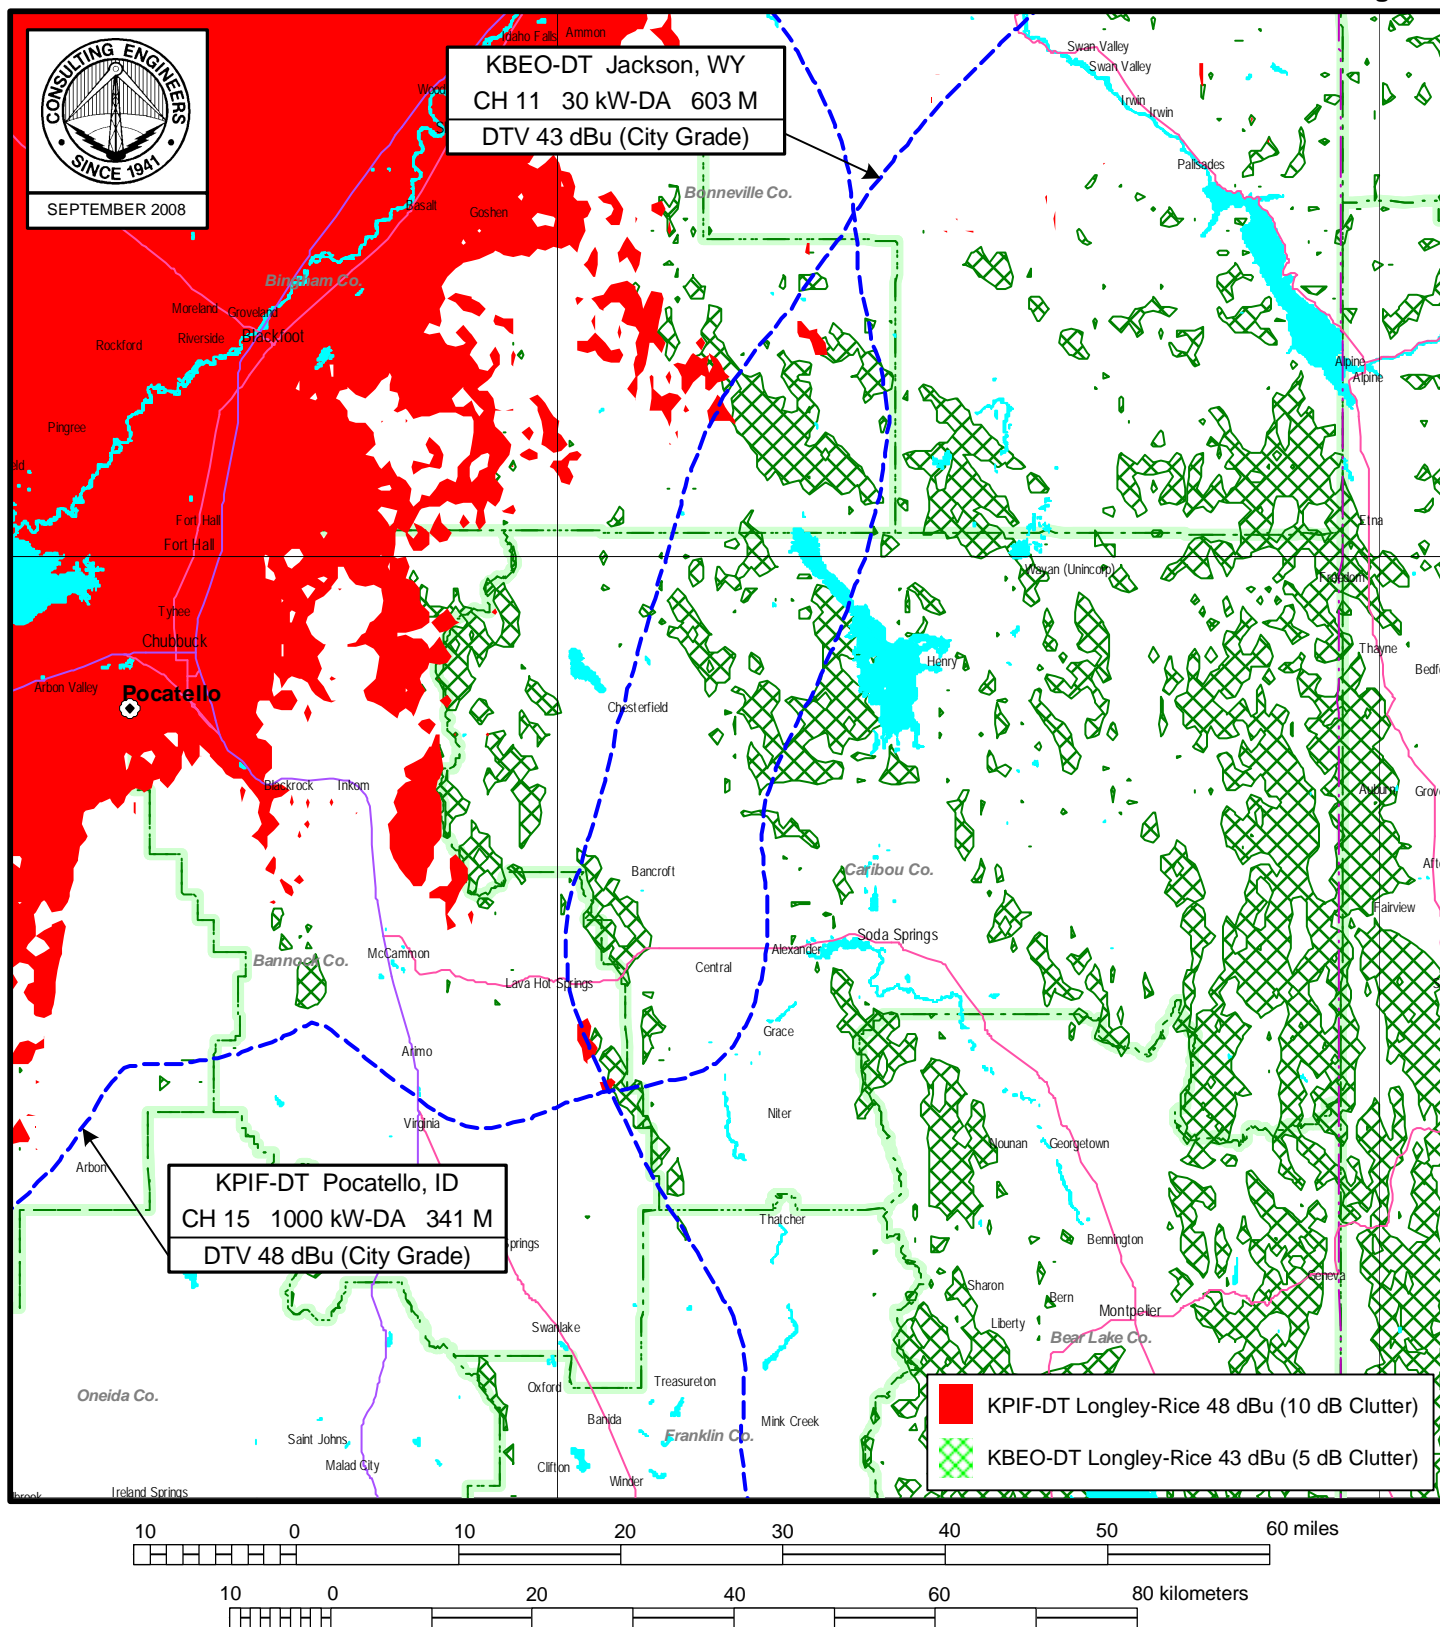 CONSULTING ENGINEERS
SINCE 1941
SEPTEMBER 2008
KBEO-DT Jackson, WY
CH 11 30 kW-DA 603 M
DTV 43 dBu (City Grade)
Idaho Falls
Ammon
Swan Valley
Swan Valley
Irwin
Irwin
Palisades
Bonneville Co.
Basalt
Goshen
Bingham Co.
Moreland
Groveland
Riverside
Blackfoot
Rockford
Alpine
Alpine
Pingree
Fort Hall
Fort Hall
Etna
Wayan (Unincorp)
Freedom
Tyhee
Chubbuck
Henry
Thayne
Arbon Valley
Pocatello
Chesterfield
Blackrock
Inkom
Auburn
Bancroft
Caribou Co.
Fairview
Soda Springs
Alexander
McCammon
Bannock Co.
Central
Lava Hot Springs
Grace
Arimo
Niter
Virginia
Nounan
Georgetown
Arbon
KPIF-DT Pocatello, ID
CH 15 1000 kW-DA 341 M
DTV 48 dBu (City Grade)
Springs
Thatcher
Bennington
Geneva
Sharon
Bern
Montpelier
Liberty
Bear Lake Co.
Swanlake
Oxford
Treasureton
Oneida Co.
Banida
Mink Creek
Franklin Co.
Saint Johns
Malad City
Clifton
Winder
Ireland Springs
KPIF-DT Longley-Rice 48 dBu (10 dB Clutter)
KBEO-DT Longley-Rice 43 dBu (5 dB Clutter)
10 0 10 20 30 40 50 60 miles
10 0 20 40 60 80 kilometers